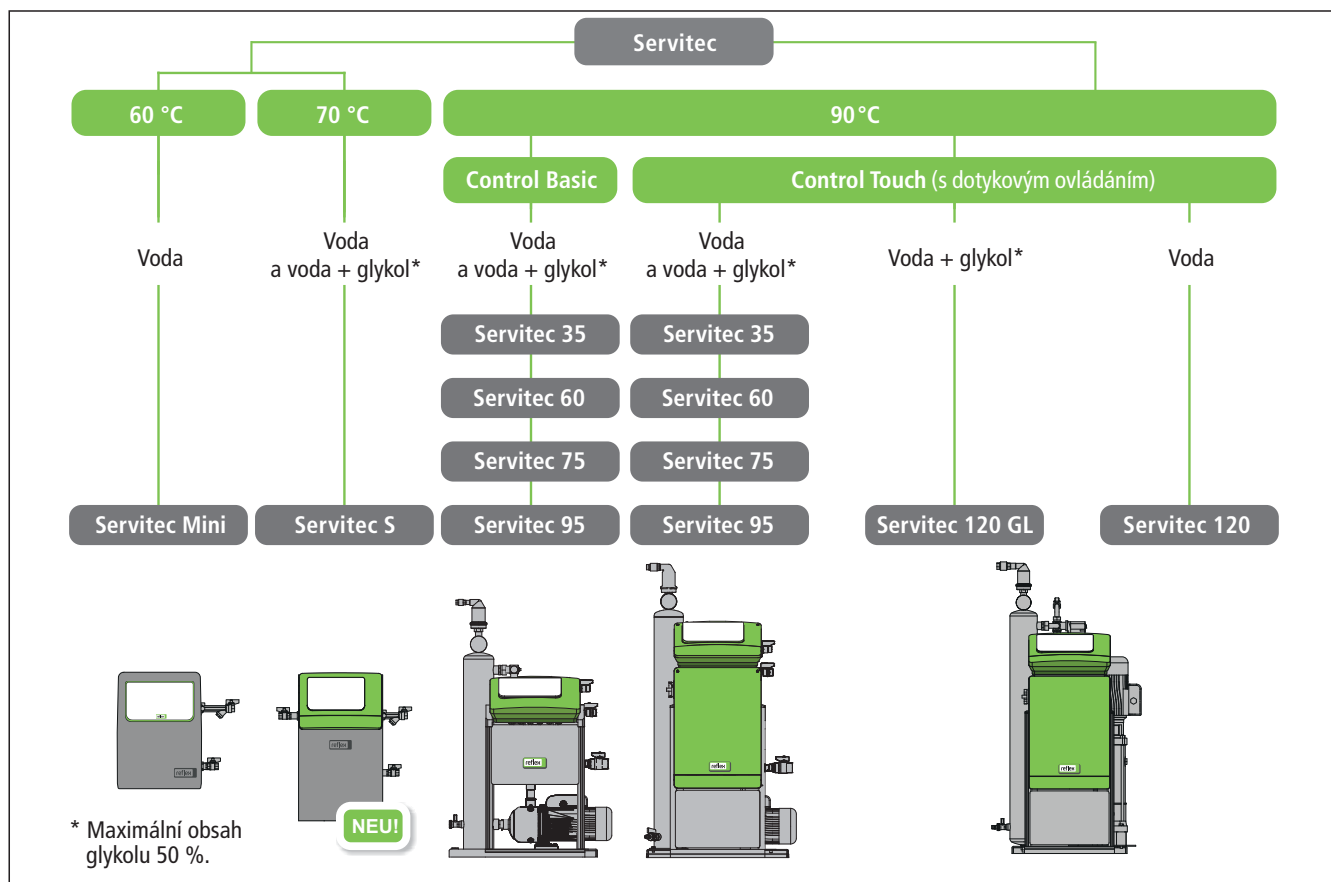 Servitec
60 °C
70 °C
90°C
Control Basic
Control Touch (s dotykovým ovládáním)
Voda
Voda
a voda + glykol*
Voda
a voda + glykol*
Voda
a voda + glykol*
Voda + glykol*
Voda
Servitec 35
Servitec 35
Servitec 60
Servitec 60
Servitec 75
Servitec 75
Servitec Mini
Servitec S
Servitec 95
Servitec 95
Servitec 120 GL
Servitec 120
reflex
reflex
reflex
reflex
reflex
NEU!
* Maximální obsah
glykolu 50 %.